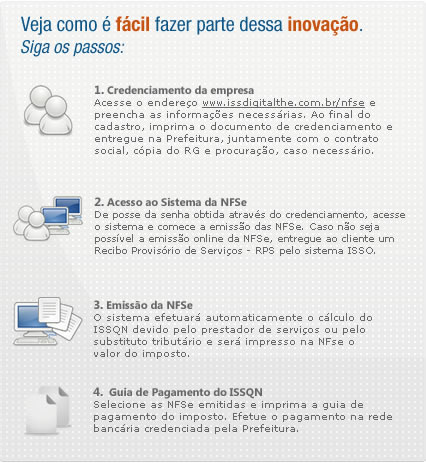 Veja como é fácil fazer parte dessa inovação.
Siga os passos:
1. Credenciamento da empresa
Acesse o endereço www.issdigitalthe.com.br/nfse e
preencha as informações necessárias. Ao final do
cadastro, imprima o documento de credenciamento e
entregue na Prefeitura, juntamente com o contrato
social, cópia do RG e procuração, caso necessário.
2. Acesso ao Sistema da NFSe
De posse da senha obtida através do credenciamento, acesse
o sistema e comece a emissão das NFSe. Caso não seja
possível a emissão online da NFSe, entregue ao cliente um
Recibo Provisório de Serviços - RPS pelo sistema ISSO.
3. Emissão da NFSe
O sistema efetuará automaticamente o cálculo do
ISSQN devido pelo prestador de serviços ou pelo
substituto tributário e será impresso na NFse o
valor do imposto.
4. Guia de Pagamento do ISSQN
Selecione as NFSe emitidas e imprima a guia de
pagamento do imposto. Efetue o pagamento na rede
bancária credenciada pela Prefeitura.